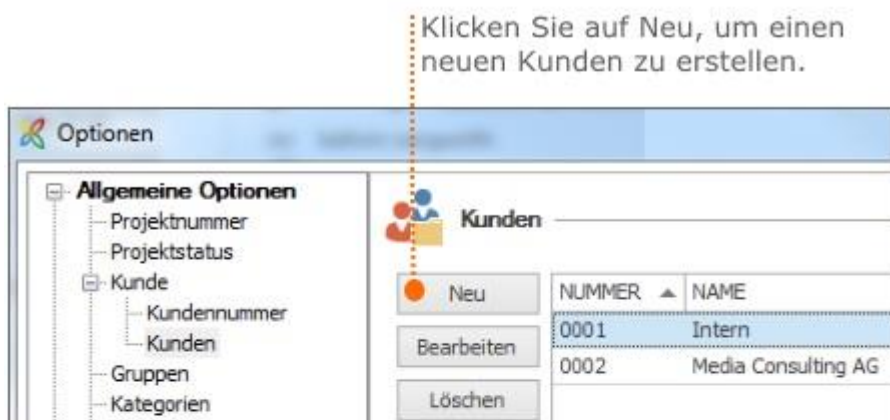 Klicken Sie auf Neu, um einen
neuen Kunden zu erstellen.
Optionen
Allgemeine Optionen
Projektnummer
Projektstatus
Kunde
Kundennummer
Kunden
Gruppen
Kategorien
Kunden
Neu
Bearbeiten
Löschen
NUMMER NAME
0001 Intern
0002 Media Consulting AG